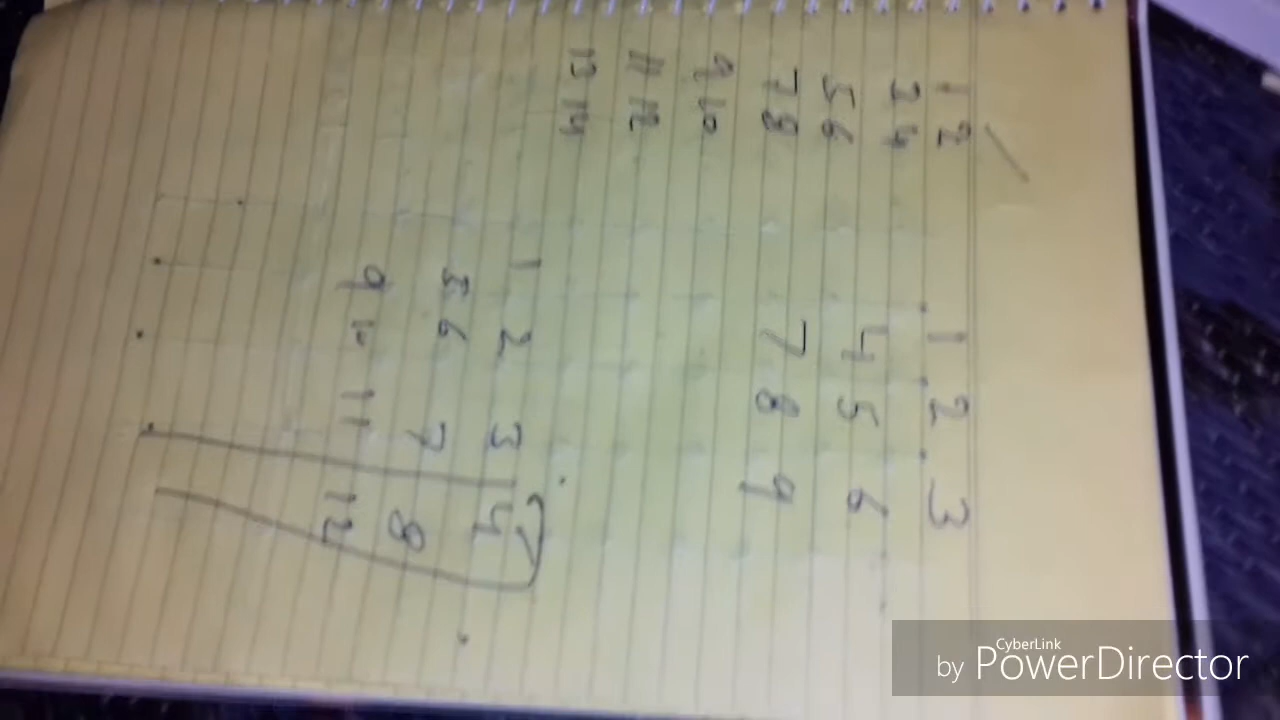 1 2
3 4
5 6
7 8
9 10
11 12
13 14
1 2 3
4 5 6
7 8 9
1 2 3 4
5 6 7 8
9 10 11 12
CyberLink
by PowerDirector